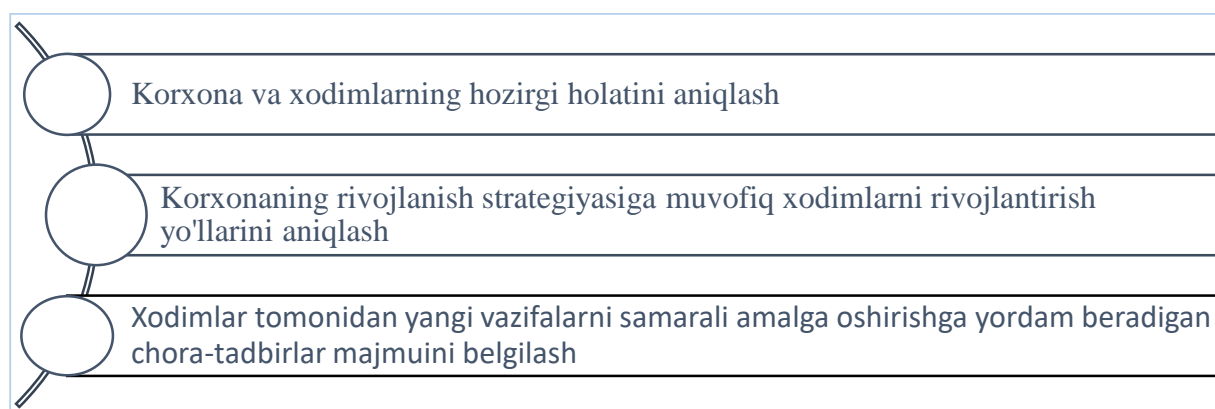 Korxona va xodimlarning hozirgi holatini aniqlash
Korxonaning rivojlanish strategiyasiga muvofiq xodimlarni rivojlantirish
yo'llarini aniqlash
Xodimlar tomonidan yangi vazifalarni samarali amalga oshirishga yordam beradigan
chora-tadbirlar majmuini belgilash